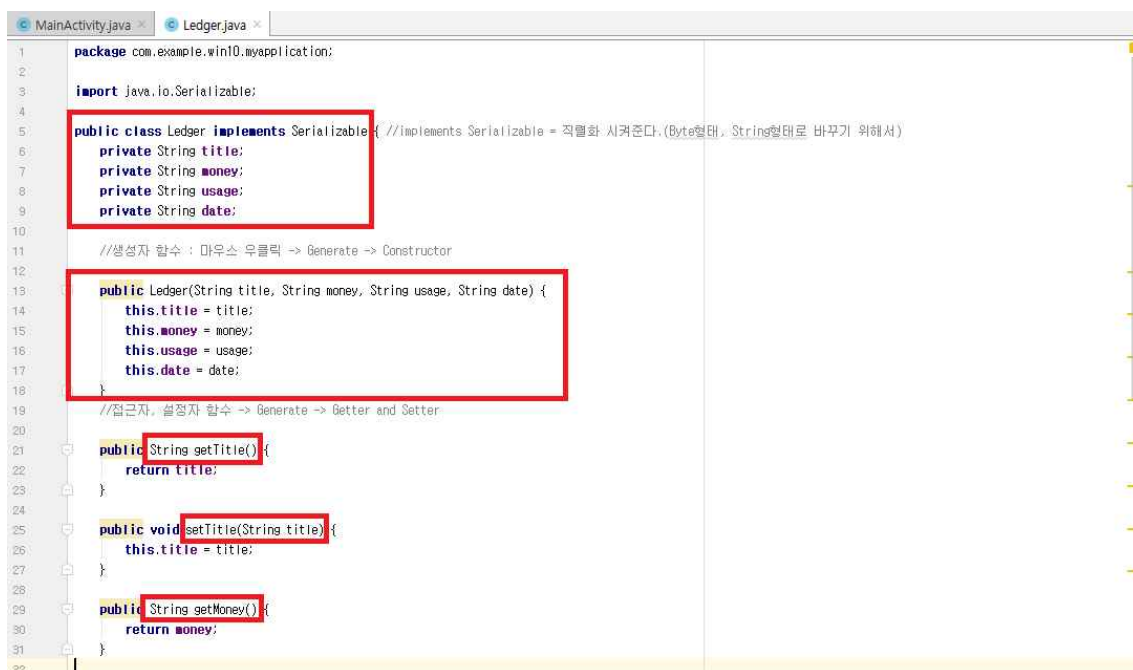 MainActivity.java × Ledger.java ×
1 package com.example.win10.myapplication;
2
3 import java.io.Serializable;
4
5 public class Ledger implements Serializable { //implements Serializable = 직렬화 시켜준다.(Byte형태, String형태로 바꾸기 위해서)
6 private String title;
7 private String money;
8 private String usage;
9 private String date;
10
11 //생성자 함수 : 마우스 우클릭 -> Generate -> Constructor
12
13 public Ledger(String title, String money, String usage, String date) {
14 this.title = title;
15 this.money = money;
16 this.usage = usage;
17 this.date = date;
18 }
19 //접근자, 설정자 함수 -> Generate -> Getter and Setter
20
21 public String getTitle() {
22 return title;
23 }
24
25 public void setTitle(String title) {
26 this.title = title;
27 }
28
29 public String getMoney() {
30 return money;
31 }
32